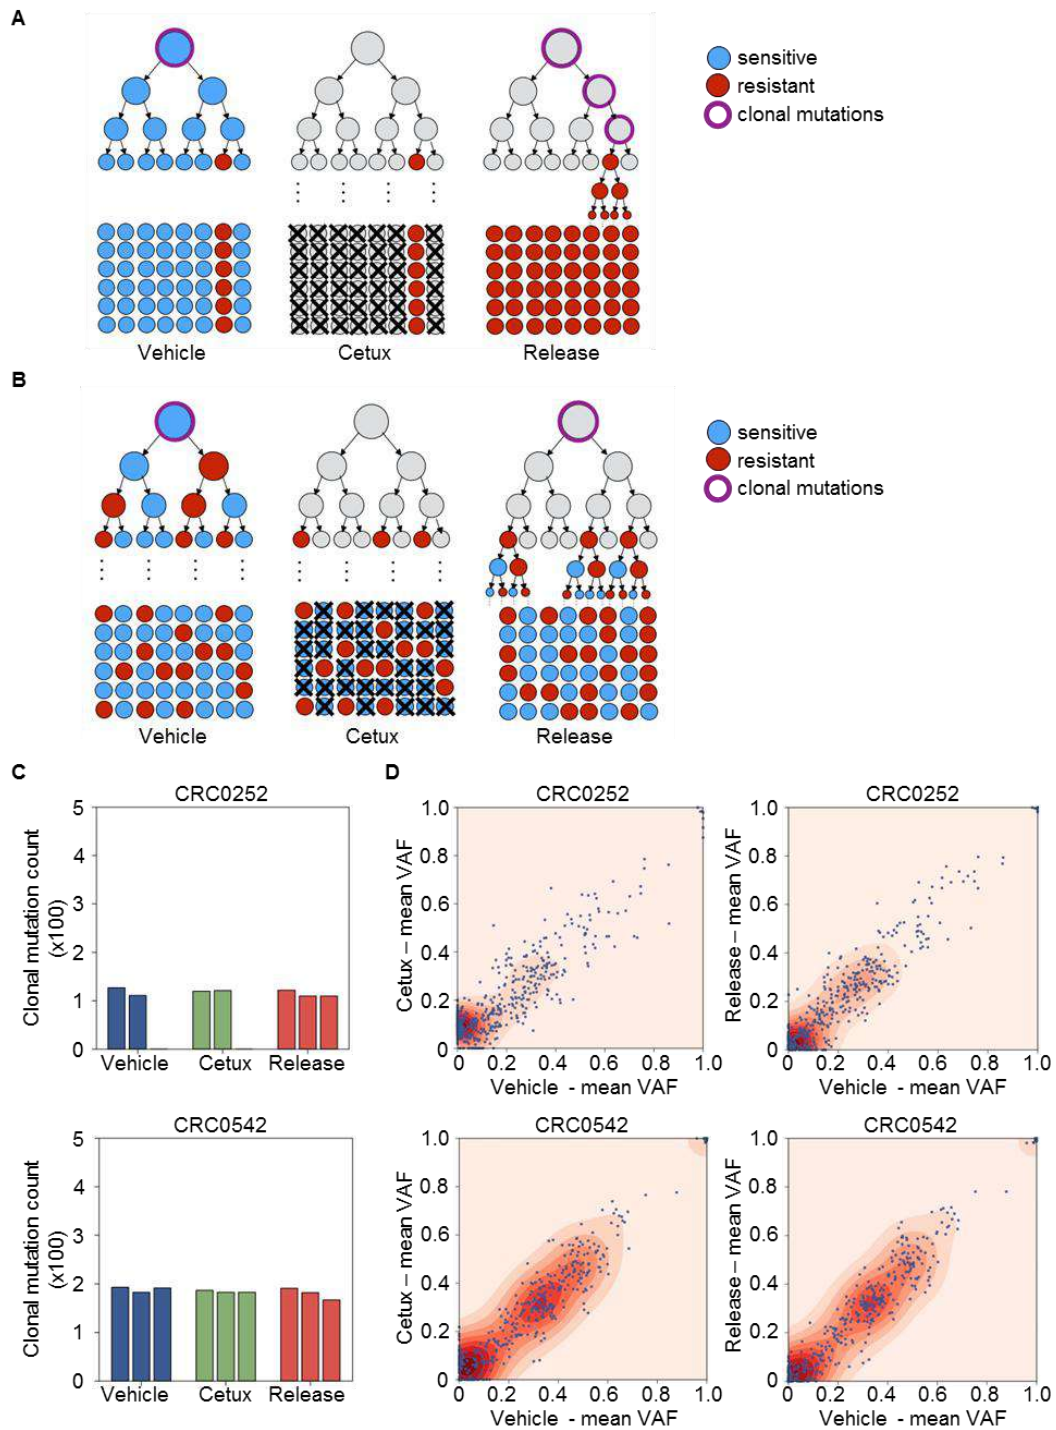 A
sensitive
resistant
clonal mutations
Vehicle
Cetux
Release
B
sensitive
resistant
clonal mutations
Vehicle
Cetux
Release
C
CRC0252
Clonal mutation count
(x100)
5
4
3
2
1
0
Vehicle
Cetux
Release
CRC0542
Clonal mutation count
(x100)
5
4
3
2
1
0
Vehicle
Cetux
Release
D
CRC0252
Cetux – mean VAF
1.0
0.8
0.6
0.4
0.2
0
0 0.2 0.4 0.6 0.8 1.0
Vehicle - mean VAF
CRC0252
Release – mean VAF
1.0
0.8
0.6
0.4
0.2
0
0 0.2 0.4 0.6 0.8 1.0
Vehicle - mean VAF
CRC0542
Cetux – mean VAF
1.0
0.8
0.6
0.4
0.2
0
0 0.2 0.4 0.6 0.8 1.0
Vehicle - mean VAF
CRC0542
Release – mean VAF
1.0
0.8
0.6
0.4
0.2
0
0 0.2 0.4 0.6 0.8 1.0
Vehicle - mean VAF